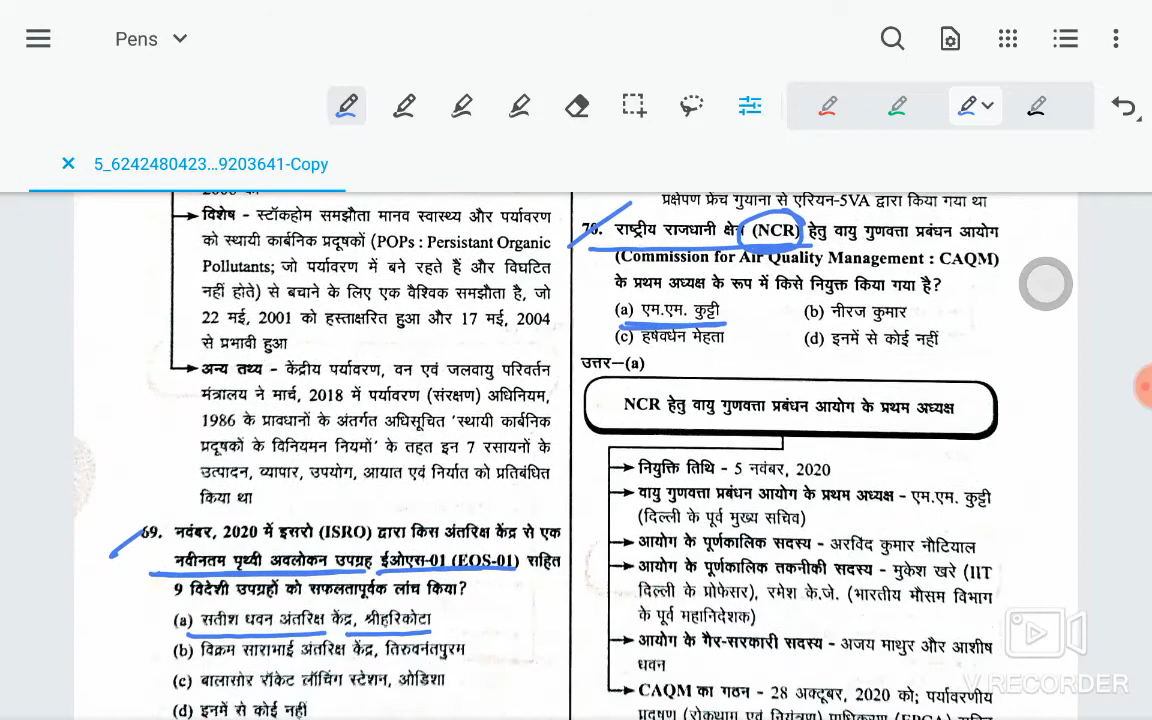 Pens
5_6242480423...9203641-Copy
विशेष - स्टॉकहोम समझौता मानव स्वास्थ्य और पर्यावरण
को स्थायी कार्बनिक प्रदूषकों (POPs : Persistant Organic
Pollutants; जो पर्यावरण में बने रहते हैं और विघटित
नहीं होते) से बचाने के लिए एक वैश्विक समझौता है, जो
22 मई, 2001 को हस्ताक्षरित हुआ और 17 मई, 2004
से प्रभावी हुआ
अन्य तथ्य - केंद्रीय पर्यावरण, वन एवं जलवायु परिवर्तन
मंत्रालय ने मार्च, 2018 में पर्यावरण (संरक्षण) अधिनियम,
1986 के प्रावधानों के अंतर्गत अधिसूचित 'स्थायी कार्बनिक
प्रदूषकों के विनियमन नियमों' के तहत इन 7 रसायनों के
उत्पादन, व्यापार, उपयोग, आयात एवं निर्यात को प्रतिबंधित
किया था
69. नवंबर, 2020 में इसरो (ISRO) द्वारा किस अंतरिक्ष केंद्र से एक
नवीनतम पृथ्वी अवलोकन उपग्रह ईओएस-01 (EOS-01) सहित
9 विदेशी उपग्रहों को सफलतापूर्वक लांच किया?
(a) सतीश धवन अंतरिक्ष केंद्र, श्रीहरिकोटा
(b) विक्रम साराभाई अंतरिक्ष केंद्र, तिरुवनंतपुरम
(c) बालासोर रॉकेट लॉंचिंग स्टेशन, ओडिशा
(d) इनमें से कोई नहीं
प्रक्षेपण फ्रेंच गुयाना से एरियन-5VA द्वारा किया गया था
70. राष्ट्रीय राजधानी क्षेत्र (NCR) हेतु वायु गुणवत्ता प्रबंधन आयोग
(Commission for Air Quality Management : CAQM)
के प्रथम अध्यक्ष के रूप में किसे नियुक्त किया गया है?
(a) एम.एम. कुट्टी (b) नीरज कुमार
(c) हर्षवर्धन मेहता (d) इनमें से कोई नहीं
उत्तर—(a)
NCR हेतु वायु गुणवत्ता प्रबंधन आयोग के प्रथम अध्यक्ष
नियुक्ति तिथि - 5 नवंबर, 2020
वायु गुणवत्ता प्रबंधन आयोग के प्रथम अध्यक्ष - एम.एम. कुट्टी
(दिल्ली के पूर्व मुख्य सचिव)
आयोग के पूर्णकालिक सदस्य - अरविंद कुमार नौटियाल
आयोग के पूर्णकालिक तकनीकी सदस्य - मुकेश खरे (IIT
दिल्ली के प्रोफेसर), रमेश के.जे. (भारतीय मौसम विभाग
के पूर्व महानिदेशक)
आयोग के गैर-सरकारी सदस्य - अजय माथुर और आशीष
धवन
CAQM का गठन - 28 अक्टूबर, 2020 को; पर्यावरणीय
प्रदूषण (रोकथाम एवं नियंत्रण) प्राधिकरण (EPCA)
V RECORDER